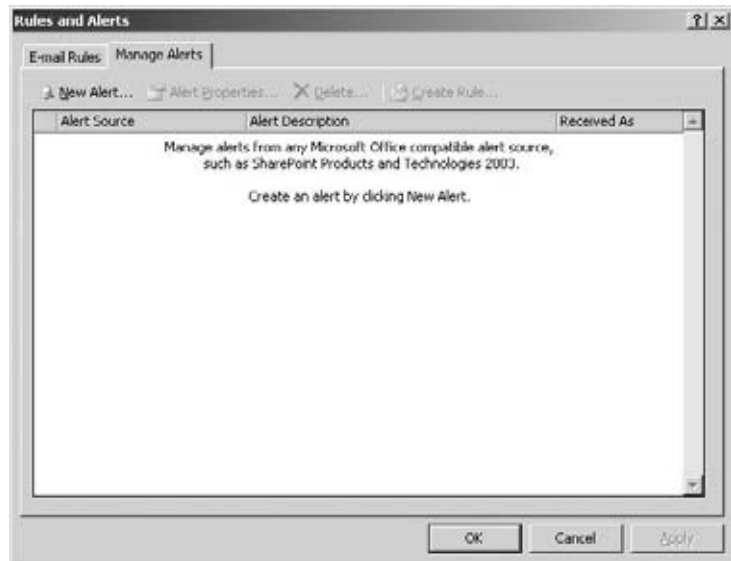 Rules and Alerts
E-mail Rules Manage Alerts
New Alert... Alert Properties... Delete... Create Rule...
Alert Source Alert Description Received As
Manage alerts from any Microsoft Office compatible alert source,
such as SharePoint Products and Technologies 2003.
Create an alert by clicking New Alert.
OK Cancel Apply